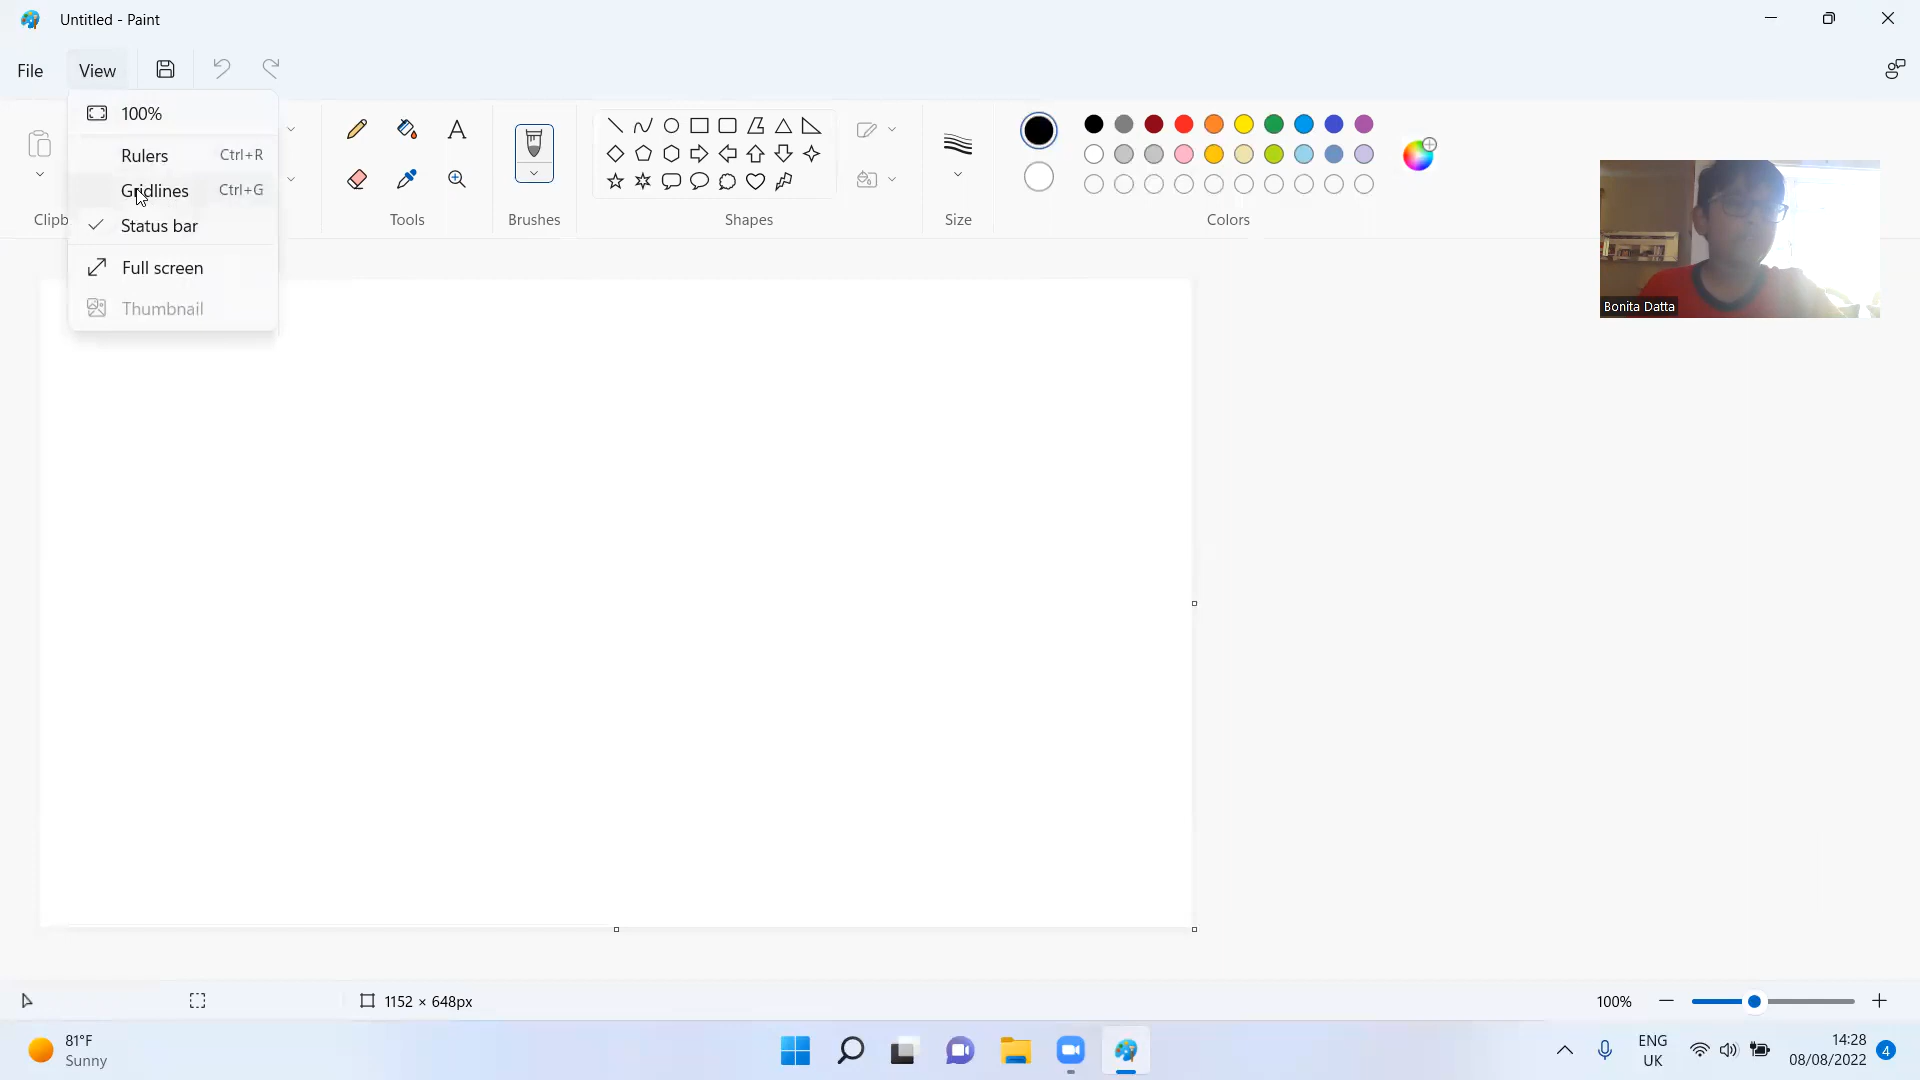 Untitled - Paint
File
View
100%
Rulers Ctrl+R
Gridlines Ctrl+G
Status bar
Full screen
Thumbnail
Clipb
Tools
Brushes
Shapes
Size
Colors
Bonita Datta
1152 × 648px
100%
81°F
Sunny
ENG
UK
14:28
08/08/2022
4